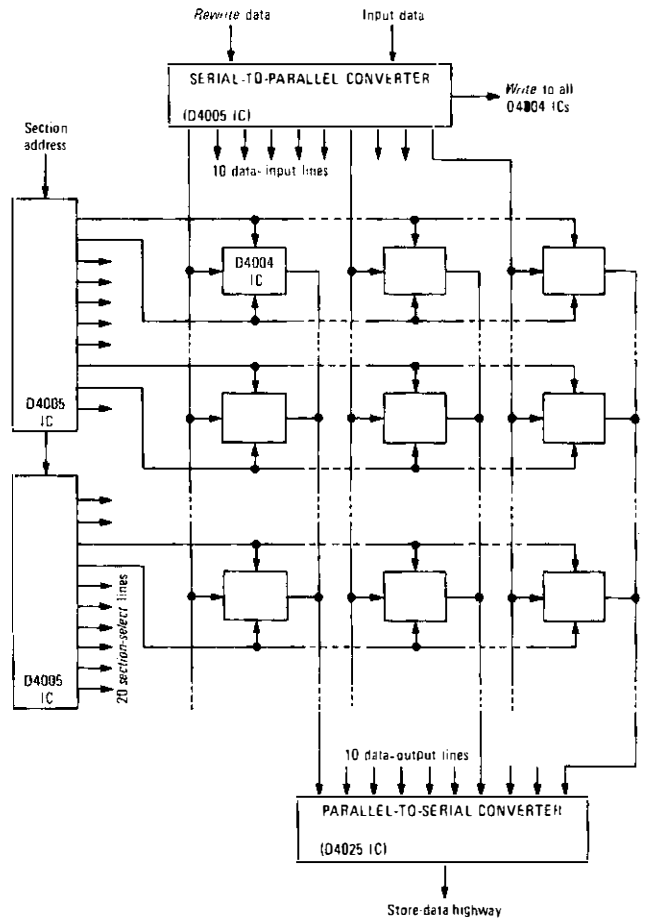 Rewrite data
Input data
SERIAL-TO-PARALLEL CONVERTER
(D4005 IC)
Write to all
D4004 ICs
10 data-input lines
Section
address
D4004
IC
D4005
IC
20 section-select lines
D4005
IC
10 data-output lines
PARALLEL-TO-SERIAL CONVERTER
(D4025 IC)
Store-data highway